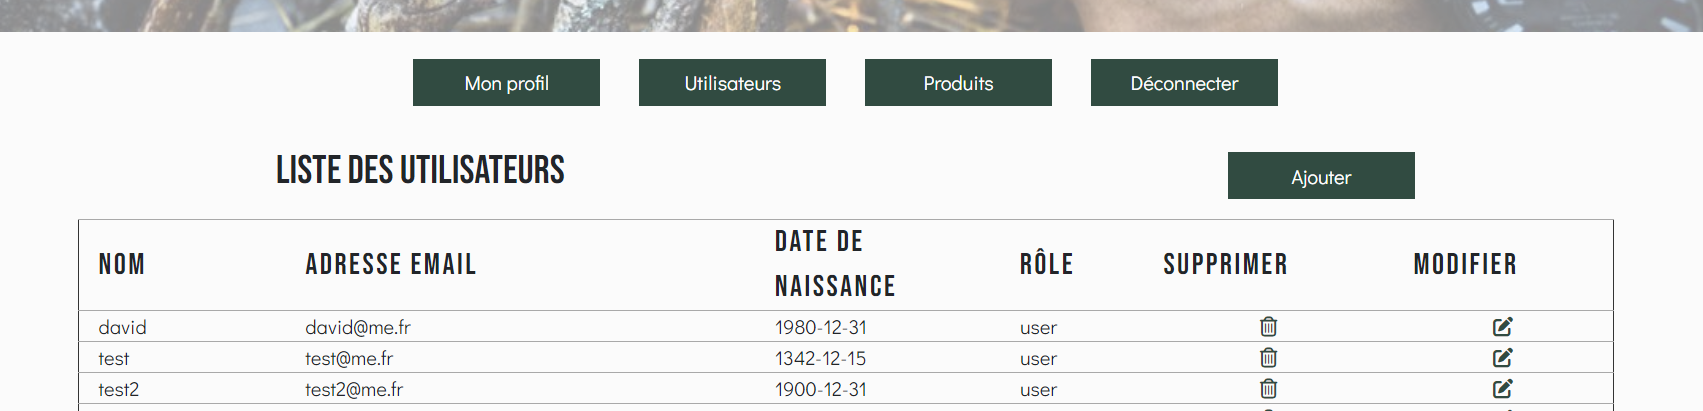 Mon profil Utilisateurs Produits Déconnecter
LISTE DES UTILISATEURS Ajouter
NOM ADRESSE EMAIL DATE DE NAISSANCE RÔLE SUPPRIMER MODIFIER
david david@me.fr 1980-12-31 user
test test@me.fr 1342-12-15 user
test2 test2@me.fr 1900-12-31 user